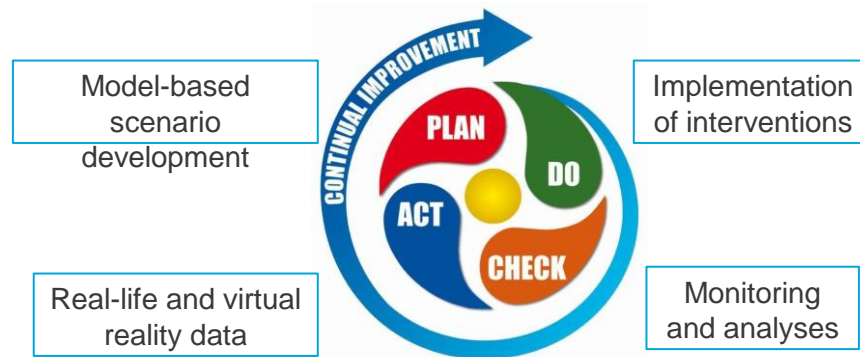 Model-based
scenario
development
CONTINUAL IMPROVEMENT
PLAN
DO
ACT
CHECK
Implementation
of interventions
Real-life and virtual
reality data
Monitoring
and analyses